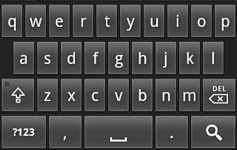 q w e r t y u i o p
a s d f g h j k l
z x c v b n m DEL
?123 , .